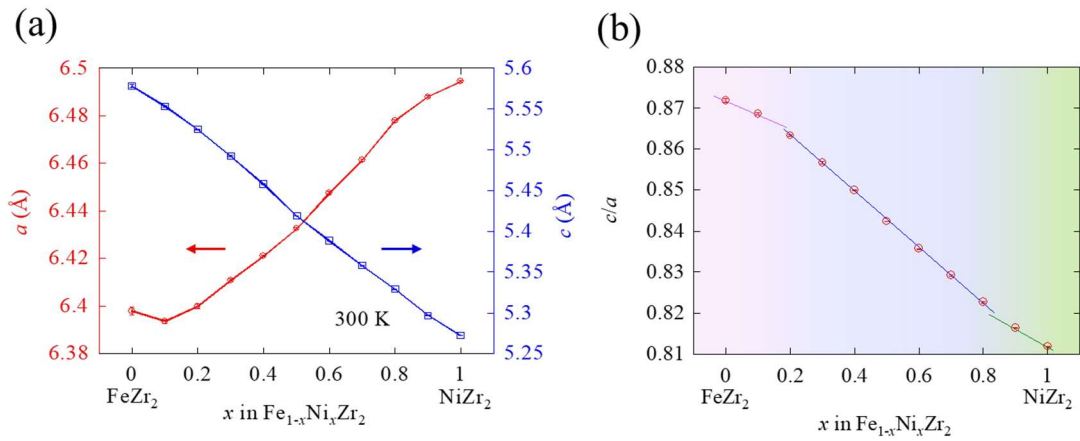 (a)
6.5
6.48
6.46
6.44
6.42
6.4
6.38
a (Å)
5.6
5.55
5.5
5.45
5.4
5.35
5.3
5.25
c (Å)
300 K
0 0.2 0.4 0.6 0.8 1
FeZr₂ NiZr₂
x in Fe₁₋ₓNiₓZr₂
(b)
0.88
0.87
0.86
0.85
0.84
0.83
0.82
0.81
c/a
0 0.2 0.4 0.6 0.8 1
FeZr₂ NiZr₂
x in Fe₁₋ₓNiₓZr₂